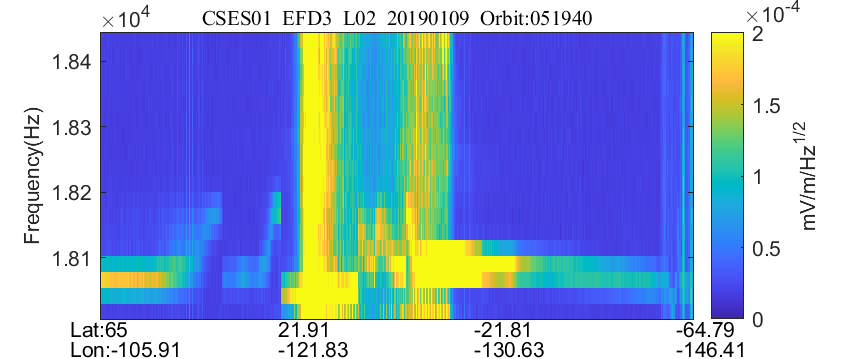 ×10⁴ CSES01 EFD3 L02 20190109 Orbit:051940 ×10⁻⁴
1.84
1.83
1.82
1.81
Frequency(Hz)
2
1.5
1
0.5
0
mV/m/Hz^1/2
Lat:65 21.91 -21.81 -64.79
Lon:-105.91 -121.83 -130.63 -146.41